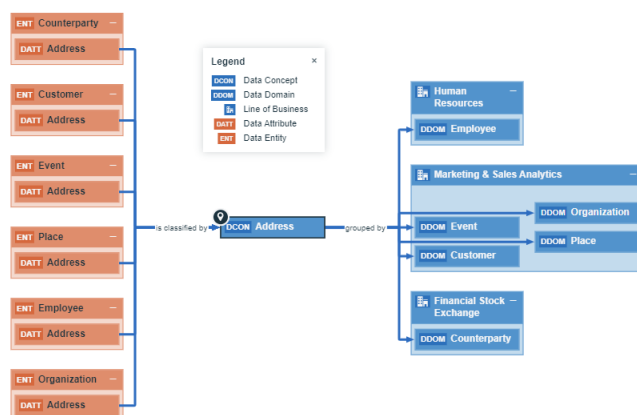 ENT Counterparty
DATT Address
ENT Customer
DATT Address
ENT Event
DATT Address
ENT Place
DATT Address
ENT Employee
DATT Address
ENT Organization
DATT Address
Legend ×
DCON Data Concept
DDOM Data Domain
Line of Business
DATT Data Attribute
ENT Data Entity
is classified by
DCON Address
grouped by
Human
Resources
DDOM Employee
Marketing & Sales Analytics
DDOM Organization
DDOM Event
DDOM Place
DDOM Customer
Financial Stock
Exchange
DDOM Counterparty